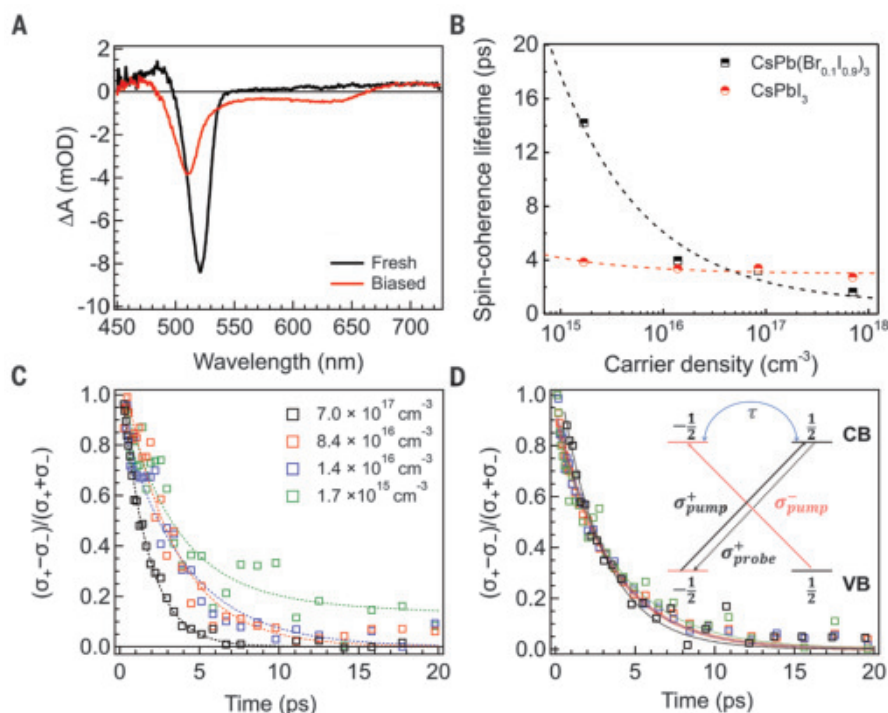 A
ΔA (mOD)
2
0
-2
-4
-6
-8
-10
Fresh
Biased
450 500 550 600 650 700
Wavelength (nm)
B
Spin-coherence lifetime (ps)
20
16
12
8
4
0
CsPb(Br0.1I0.9)3
CsPbI3
10^15 10^16 10^17 10^18
Carrier density (cm-3)
C
(σ+−σ−)/(σ++σ−)
1.0
0.8
0.6
0.4
0.2
0.0
7.0 × 10^17 cm-3
8.4 × 10^16 cm-3
1.4 × 10^16 cm-3
1.7 × 10^15 cm-3
0 5 10 15 20
Time (ps)
D
(σ+−σ−)/(σ++σ−)
1.0
0.8
0.6
0.4
0.2
0.0
−1/2 τ 1/2 CB
σ+pump σ−pump
σ+probe
−1/2 1/2 VB
0 5 10 15 20
Time (ps)